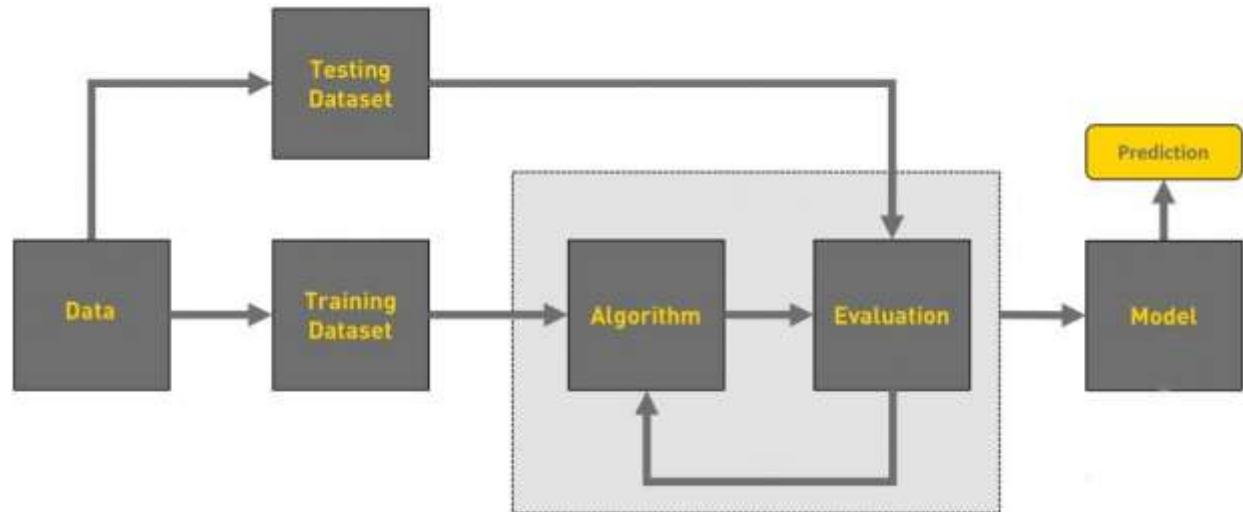 Testing
Dataset
Prediction
Data
Training
Dataset
Algorithm
Evaluation
Model